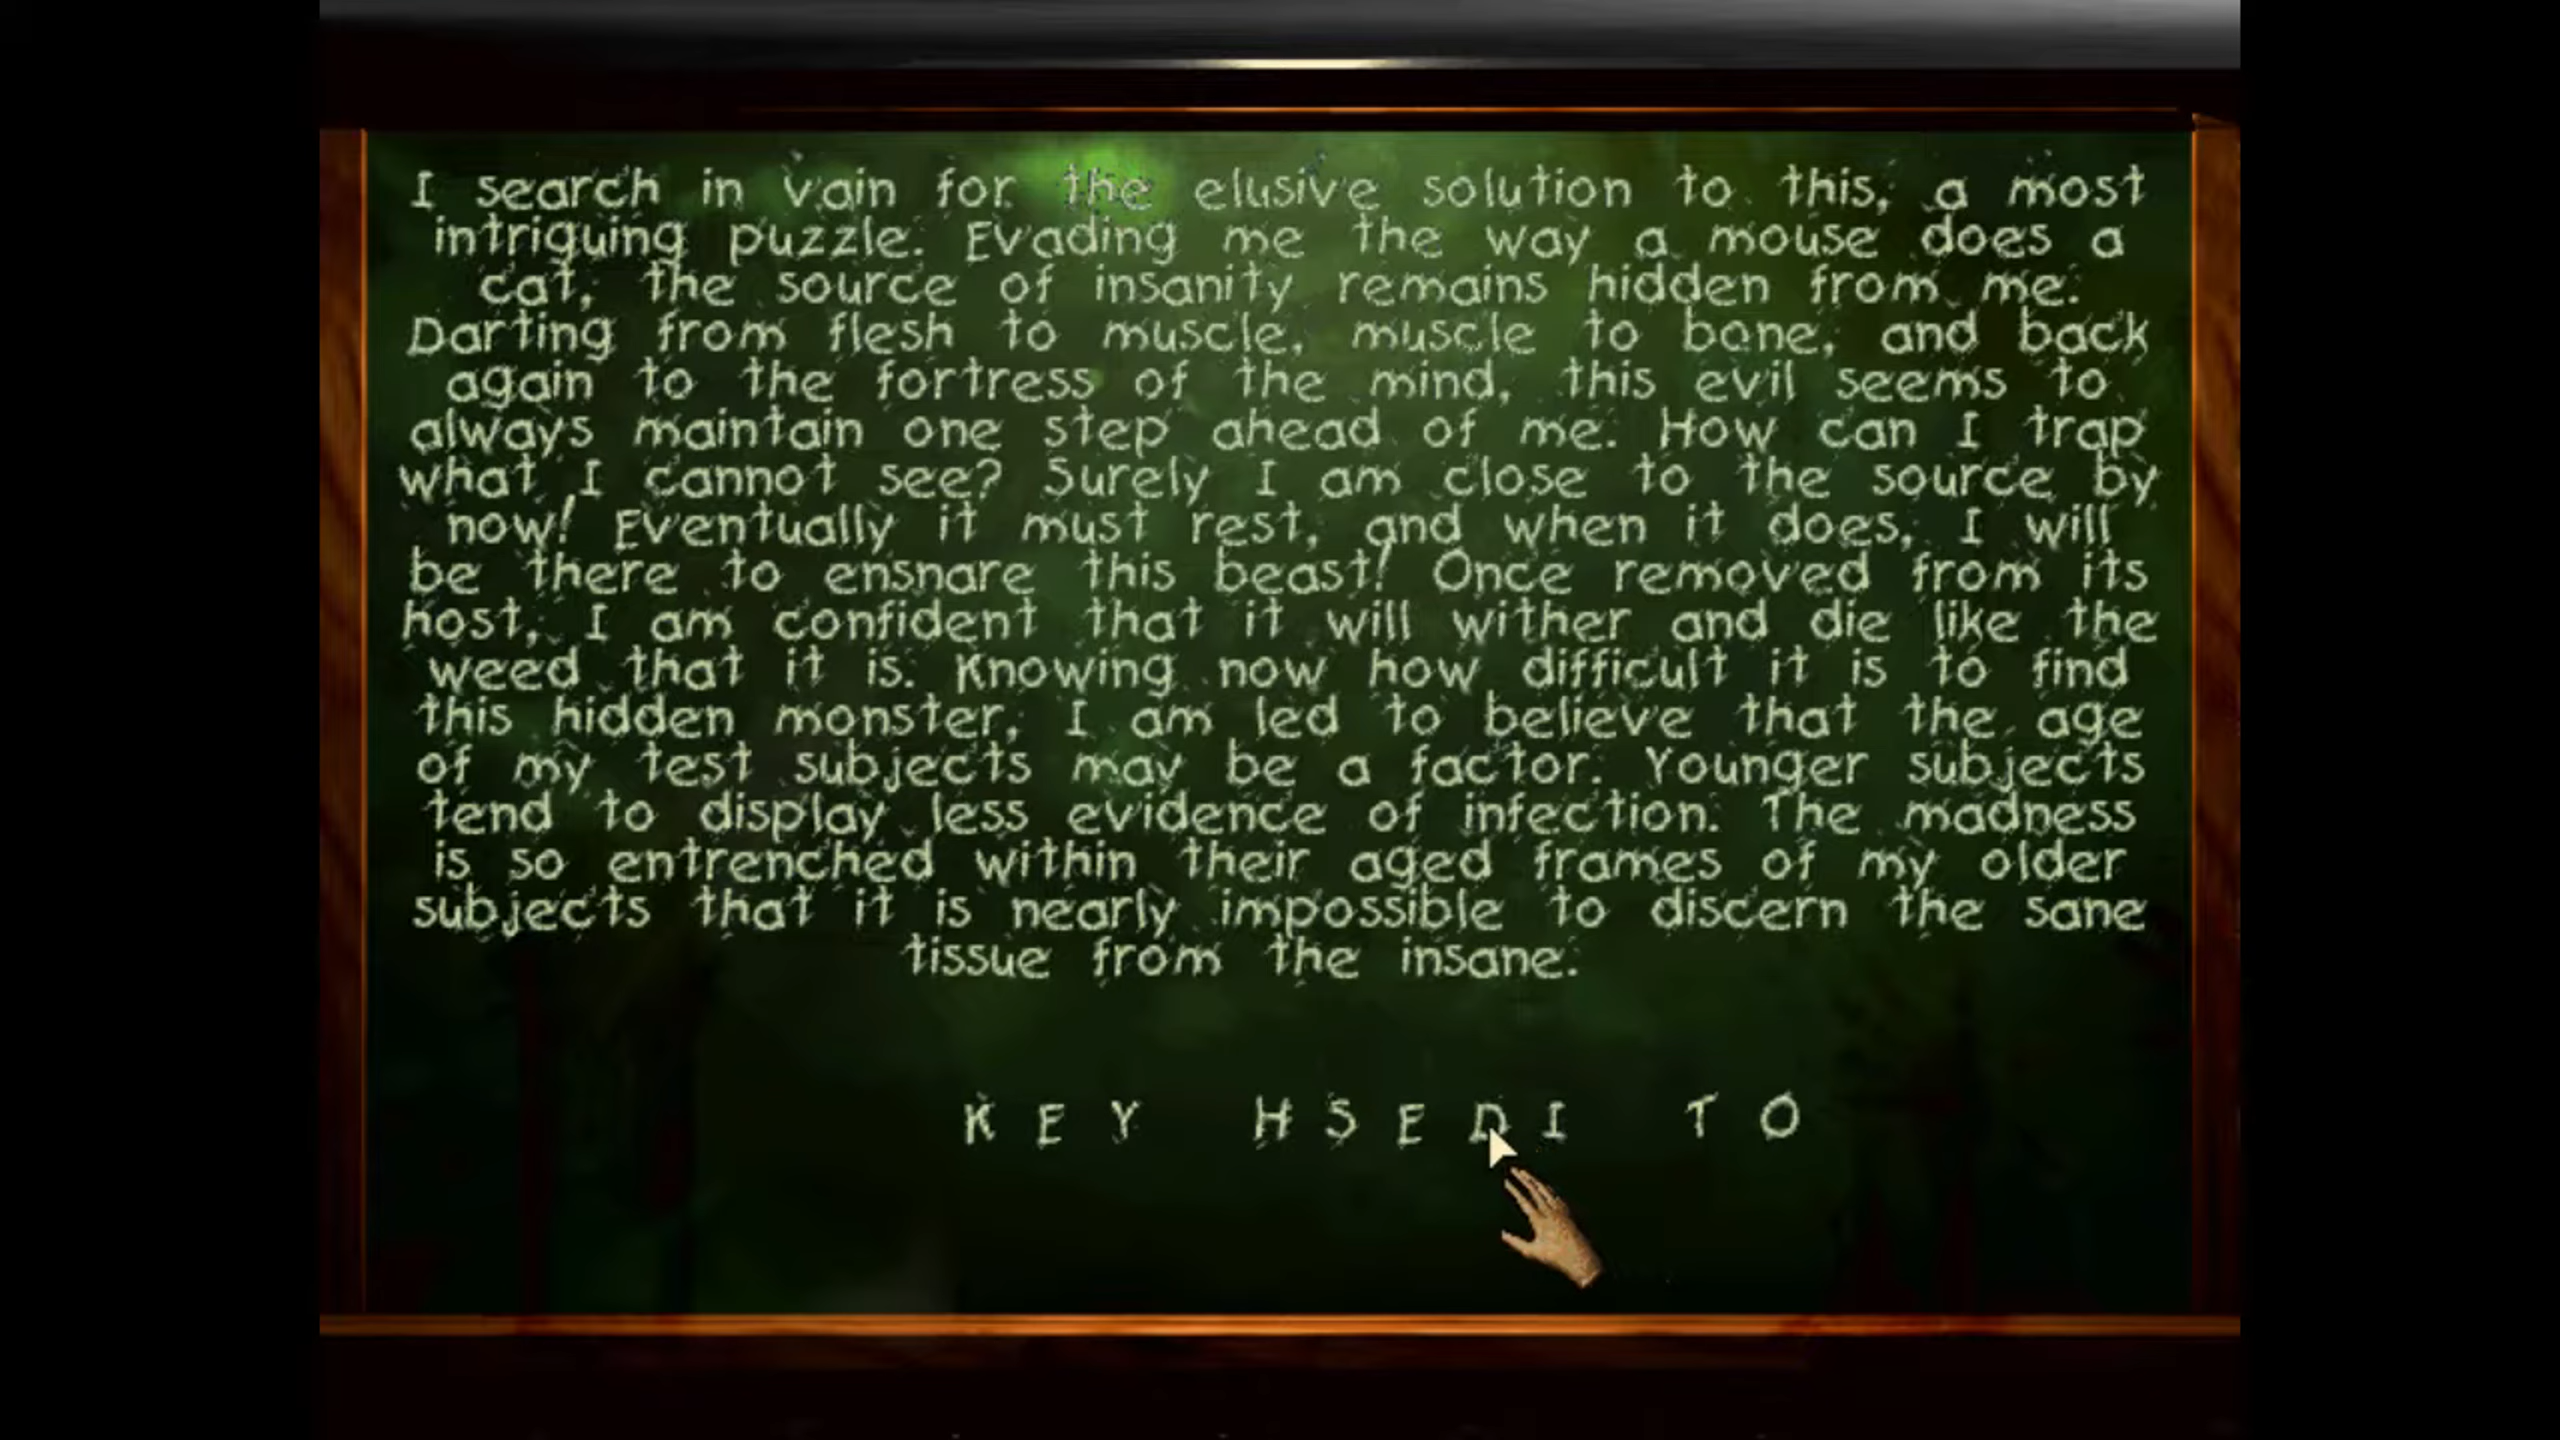 I search in vain for the elusive solution to this, a most
intriguing puzzle. Evading me the way a mouse does a
cat, the source of insanity remains hidden from me.
Darting from flesh to muscle, muscle to bone, and back
again to the fortress of the mind, this evil seems to
always maintain one step ahead of me. How can I trap
what I cannot see? Surely I am close to the source by
now! Eventually it must rest, and when it does, I will
be there to ensnare this beast! Once removed from its
host, I am confident that it will wither and die like the
weed that it is. Knowing now how difficult it is to find
this hidden monster, I am led to believe that the age
of my test subjects may be a factor. Younger subjects
tend to display less evidence of infection. The madness
is so entrenched within their aged frames of my older
subjects that it is nearly impossible to discern the sane
tissue from the insane.
K E Y H S E D I T O